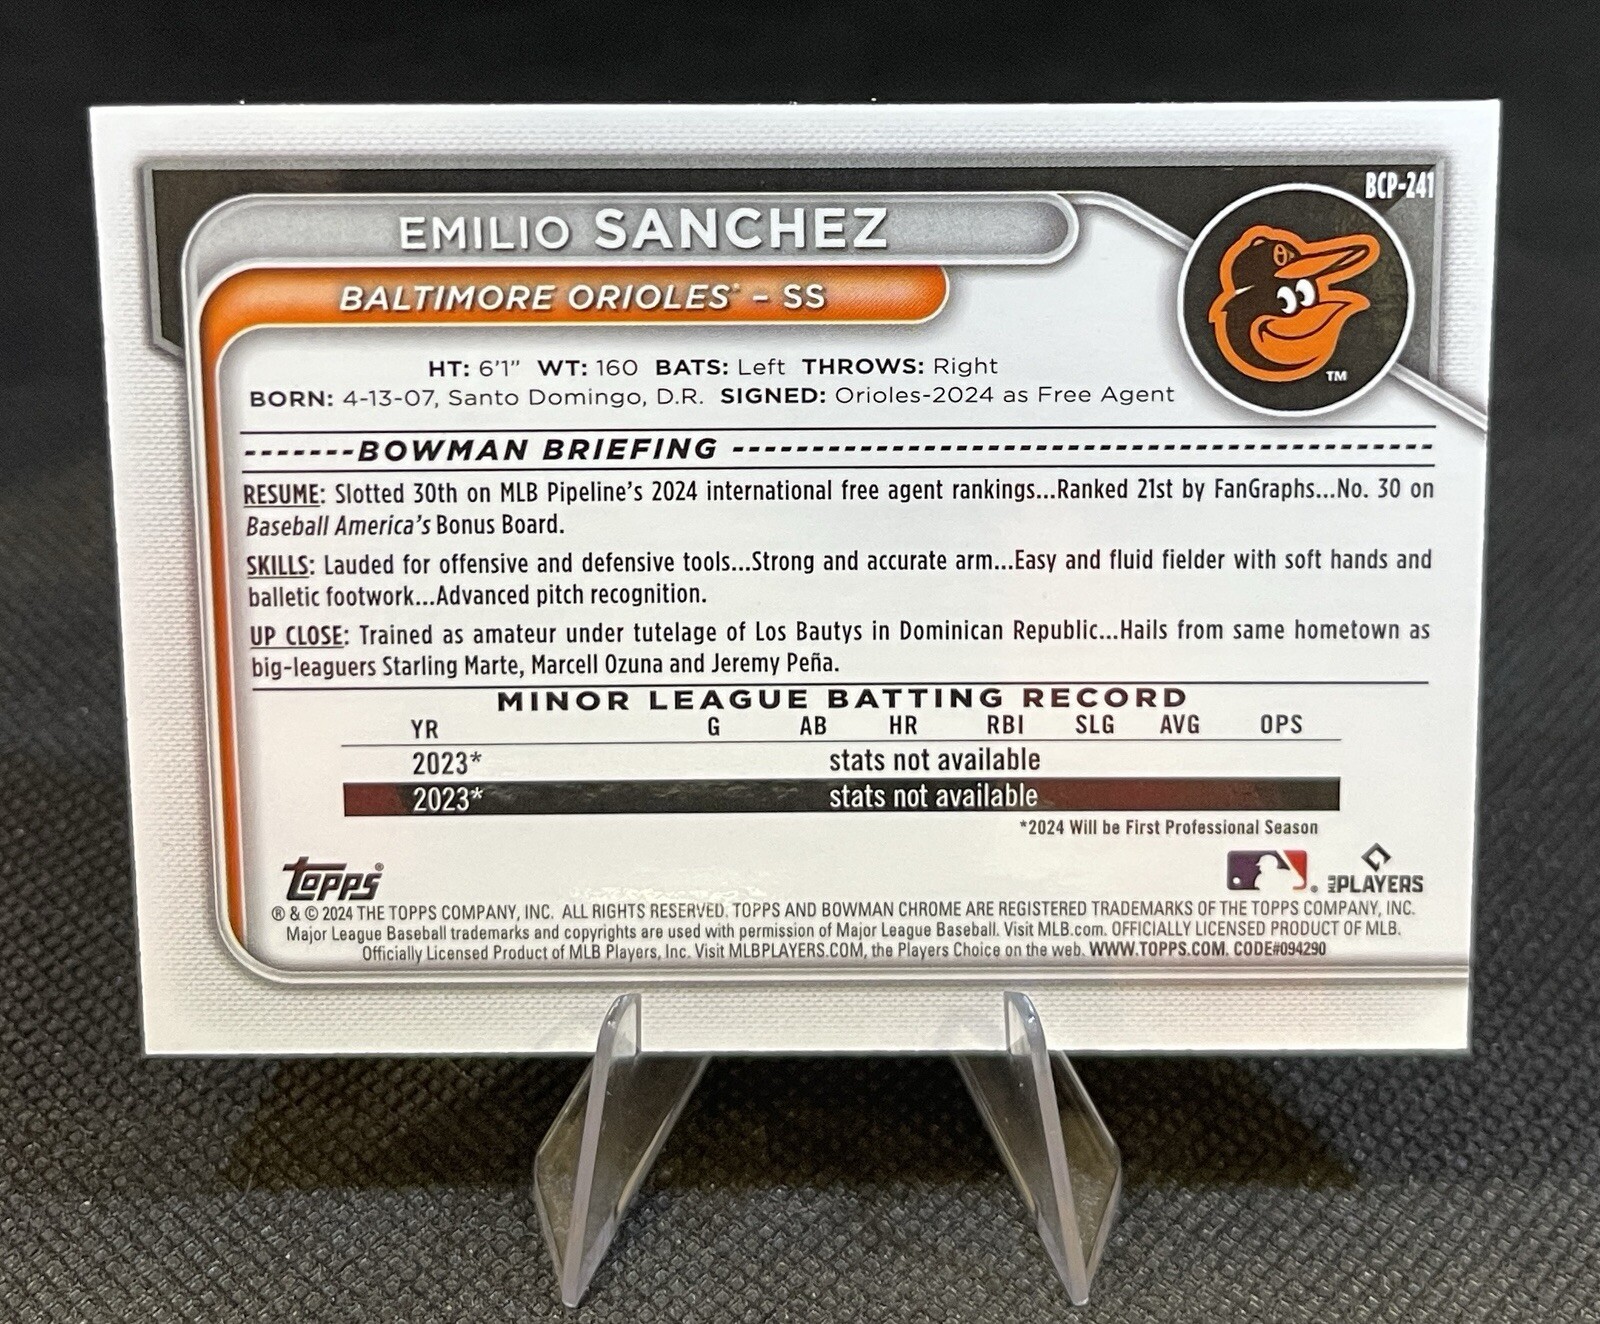 BCP-241
EMILIO SANCHEZ
BALTIMORE ORIOLES® – SS
TM
HT: 6'1" WT: 160 BATS: Left THROWS: Right
BORN: 4-13-07, Santo Domingo, D.R. SIGNED: Orioles-2024 as Free Agent
BOWMAN BRIEFING
RESUME: Slotted 30th on MLB Pipeline's 2024 international free agent rankings...Ranked 21st by FanGraphs...No. 30 on
Baseball America's Bonus Board.
SKILLS: Lauded for offensive and defensive tools...Strong and accurate arm...Easy and fluid fielder with soft hands and
balletic footwork...Advanced pitch recognition.
UP CLOSE: Trained as amateur under tutelage of Los Bautys in Dominican Republic...Hails from same hometown as
big-leaguers Starling Marte, Marcell Ozuna and Jeremy Peña.
MINOR LEAGUE BATTING RECORD
YR G AB HR RBI SLG AVG OPS
2023* stats not available
2023* stats not available
*2024 Will be First Professional Season
Topps® MLB PLAYERS
® & © 2024 THE TOPPS COMPANY, INC. ALL RIGHTS RESERVED. TOPPS AND BOWMAN CHROME ARE REGISTERED TRADEMARKS OF THE TOPPS COMPANY, INC.
Major League Baseball trademarks and copyrights are used with permission of Major League Baseball. Visit MLB.com. OFFICIALLY LICENSED PRODUCT OF MLB.
Officially Licensed Product of MLB Players, Inc. Visit MLBPLAYERS.COM, the Players Choice on the web. WWW.TOPPS.COM. CODE#094290